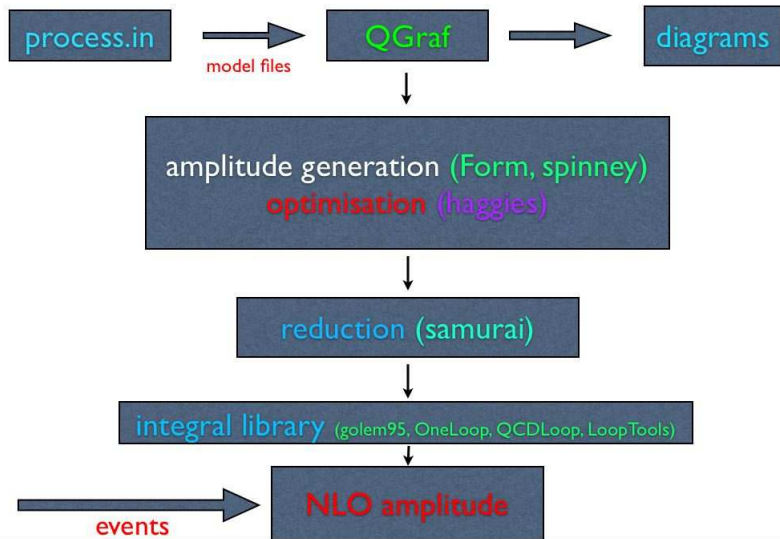 process.in
model files
QGraf
diagrams
amplitude generation (Form, spinney)
optimisation (haggies)
reduction (samurai)
integral library (golem95, OneLoop, QCDLoop, LoopTools)
events
NLO amplitude